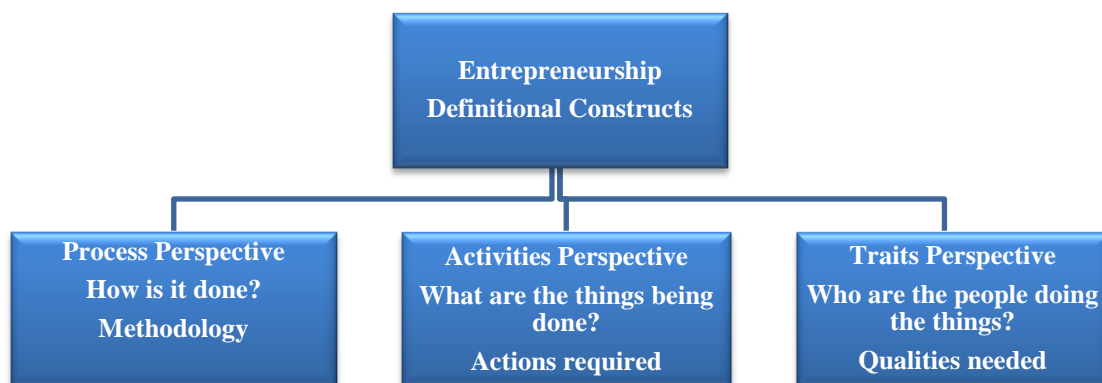 Entrepreneurship
Definitional Constructs
Process Perspective
How is it done?
Methodology
Activities Perspective
What are the things being
done?
Actions required
Traits Perspective
Who are the people doing
the things?
Qualities needed